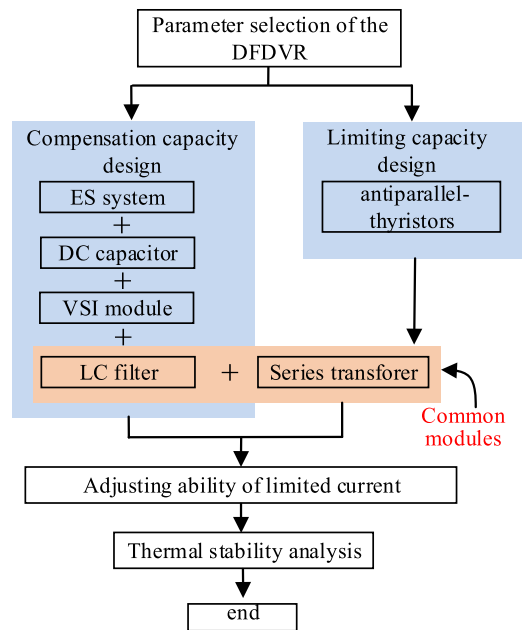 Parameter selection of the
DFDVR
Compensation capacity
design
ES system
+
DC capacitor
+
VSI module
+
LC filter + Series transforer
Limiting capacity
design
antiparallel-
thyristors
Common
modules
Adjusting ability of limited current
Thermal stability analysis
end